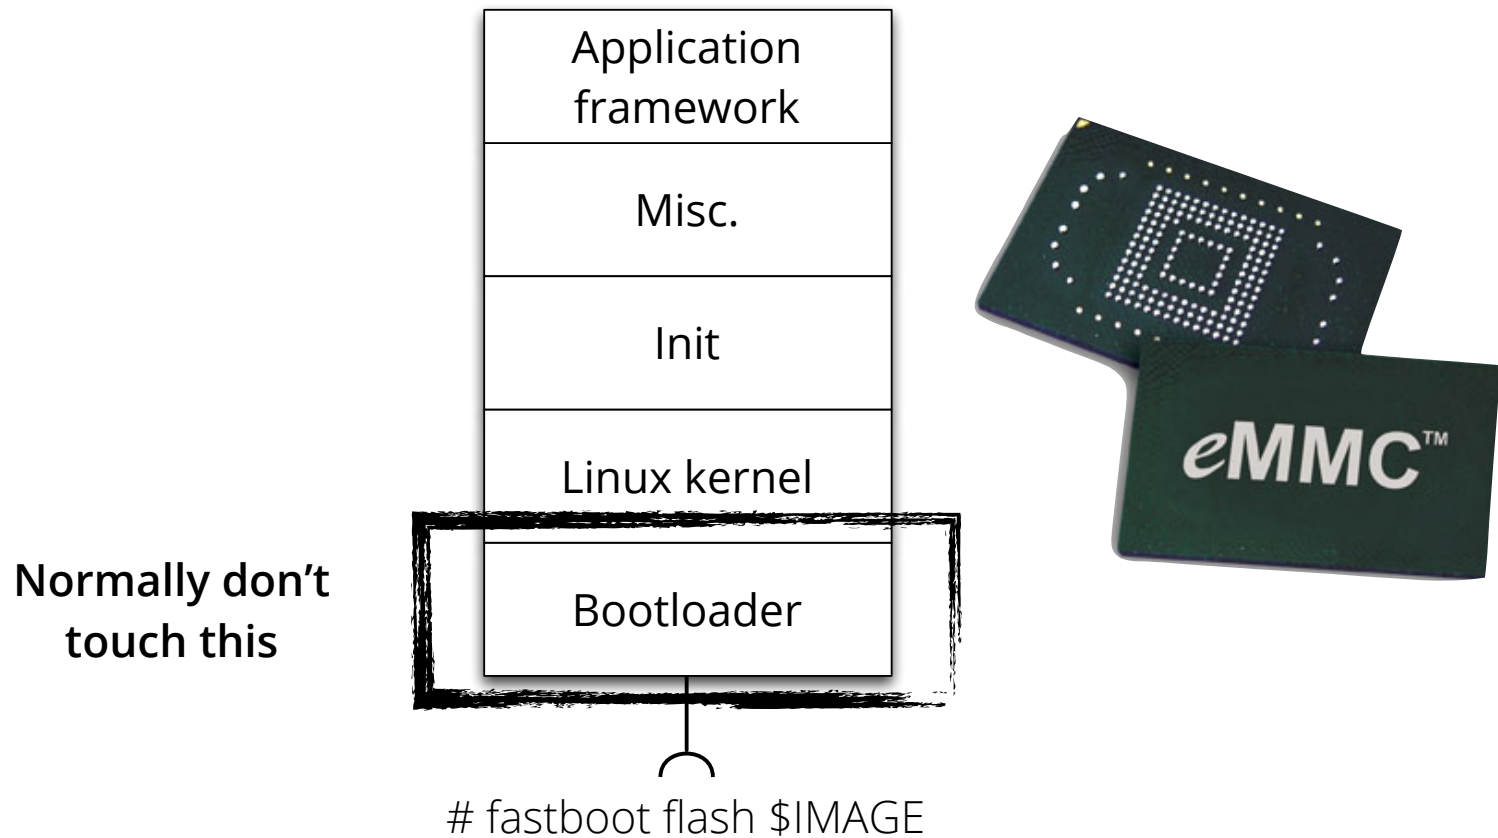 Application
framework
Misc.
Init
Linux kernel
Normally don’t
touch this
Bootloader
# fastboot flash $IMAGE
eMMC™